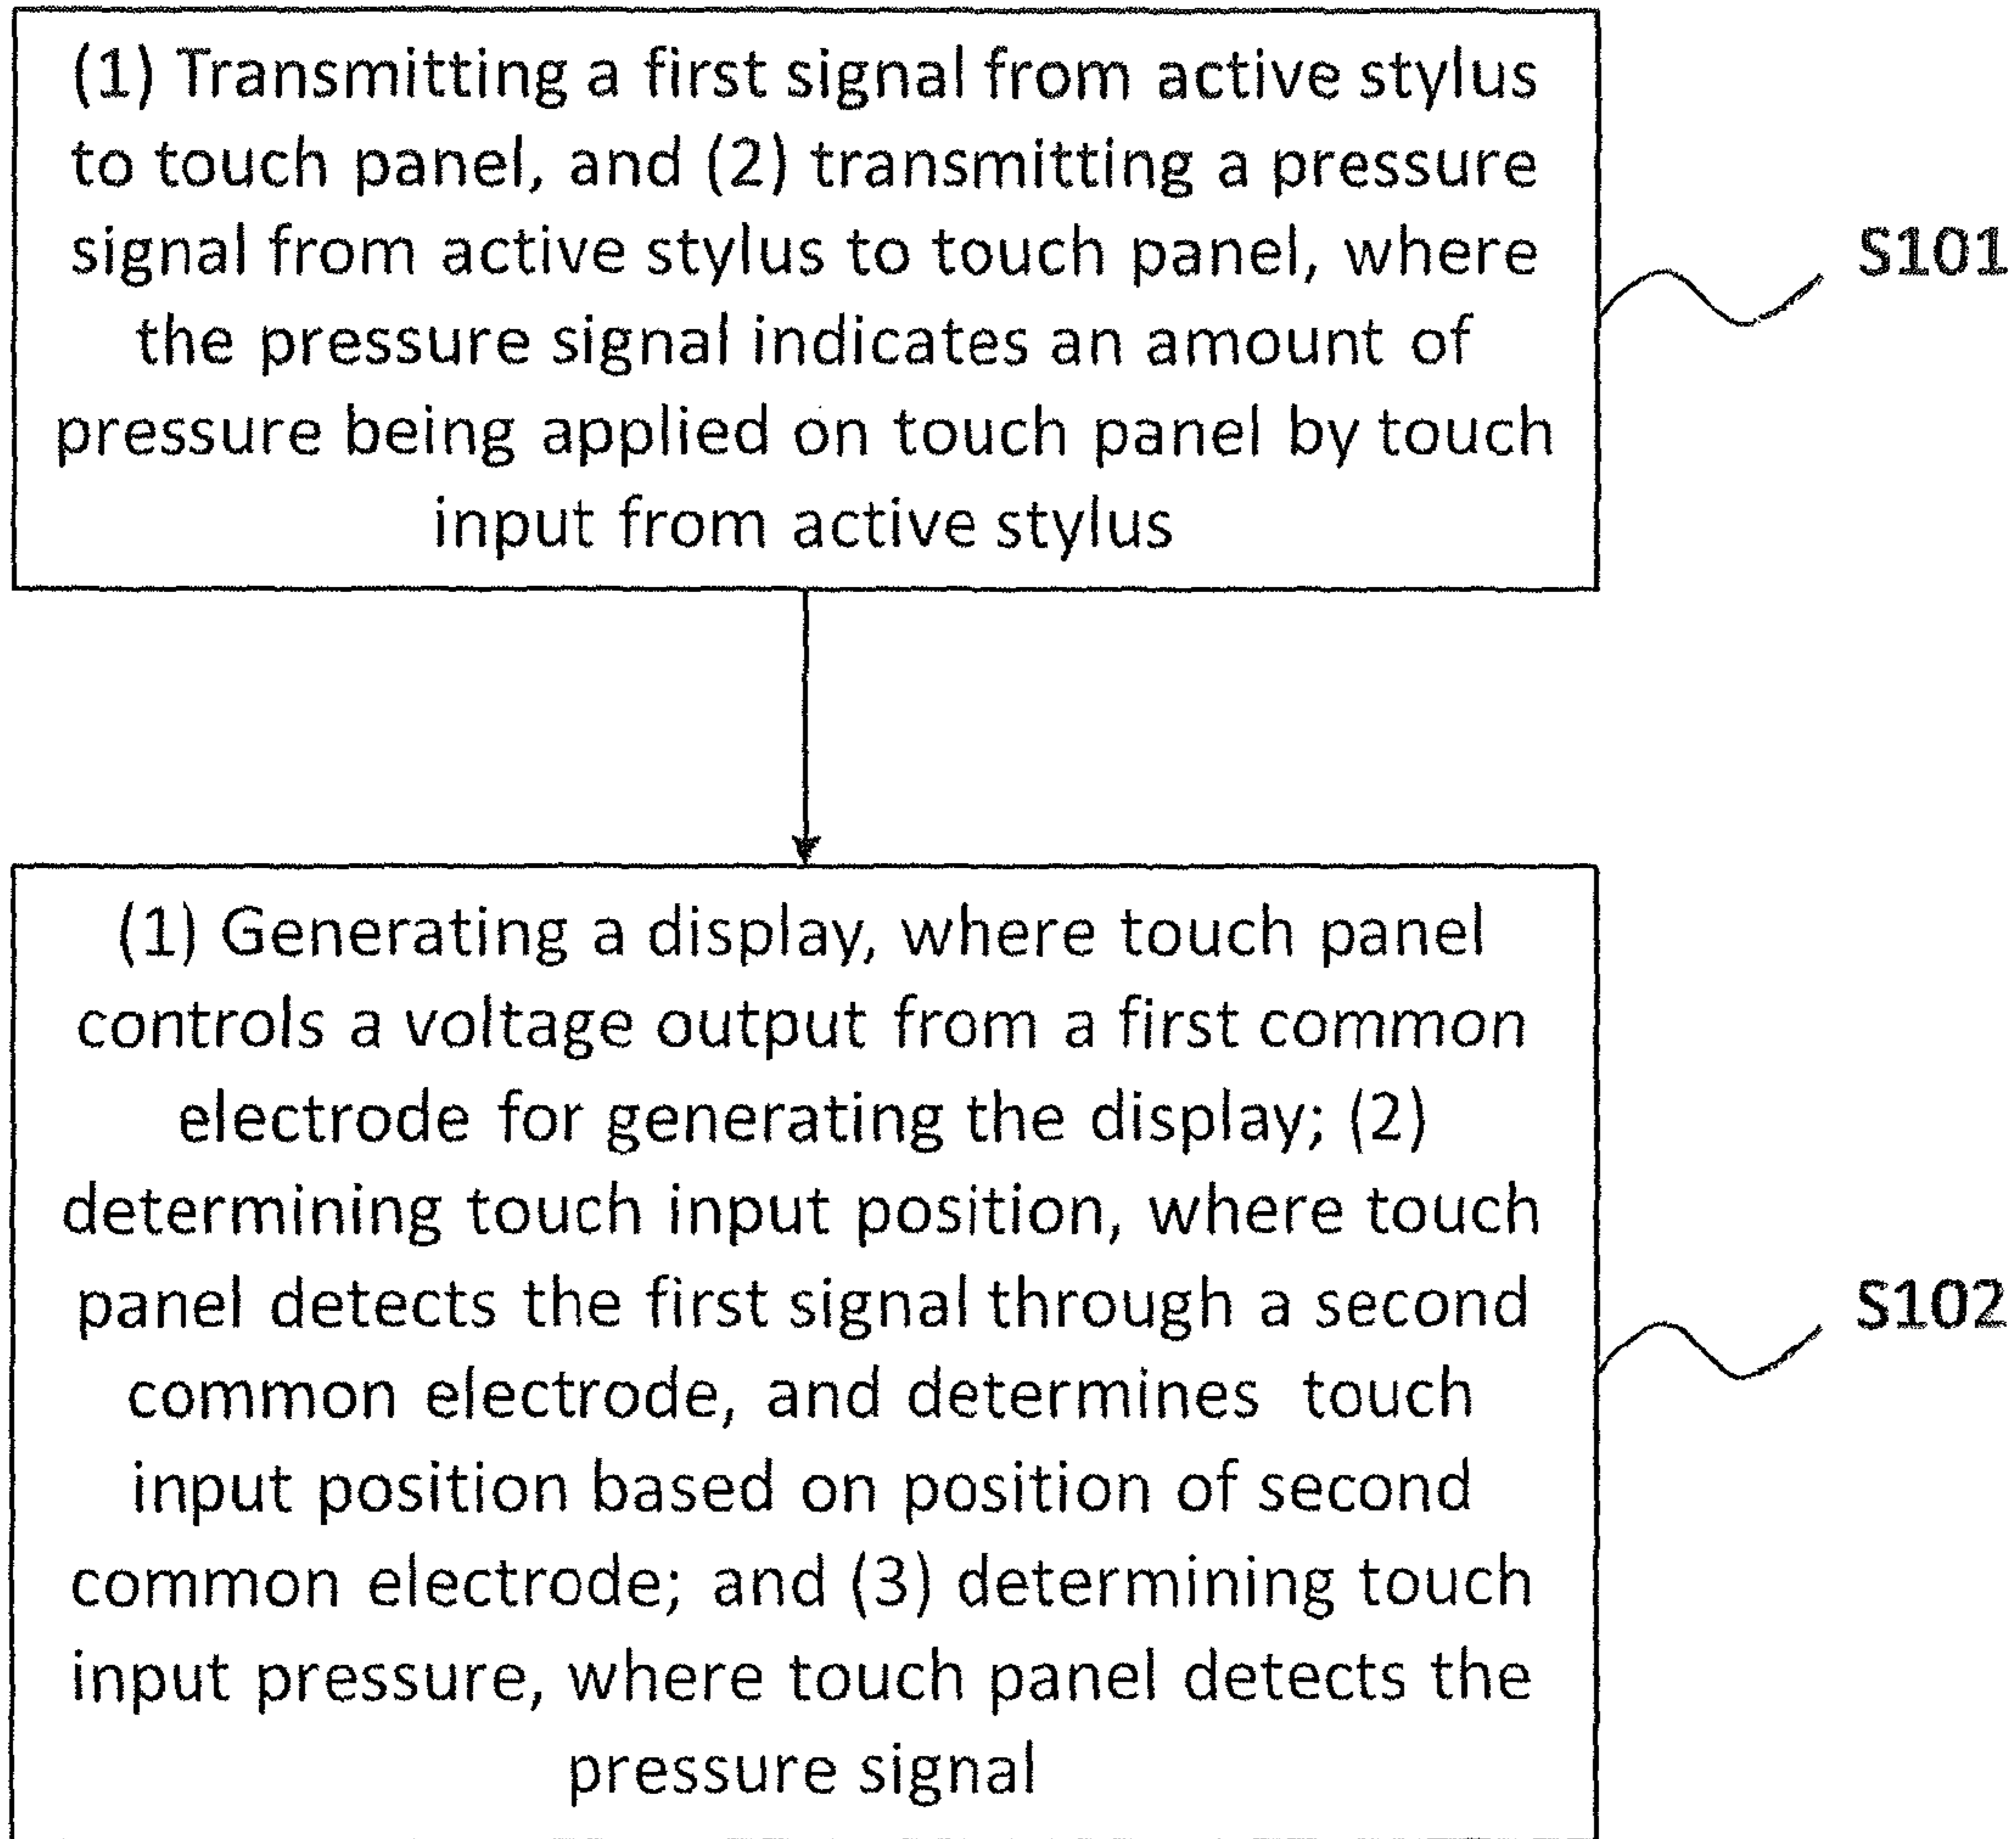 (1) Transmitting a first signal from active stylus
to touch panel, and (2) transmitting a pressure
signal from active stylus to touch panel, where
the pressure signal indicates an amount of
pressure being applied on touch panel by touch
input from active stylus
S101
(1) Generating a display, where touch panel
controls a voltage output from a first common
electrode for generating the display; (2)
determining touch input position, where touch
panel detects the first signal through a second
common electrode, and determines touch
input position based on position of second
common electrode; and (3) determining touch
input pressure, where touch panel detects the
pressure signal
S102